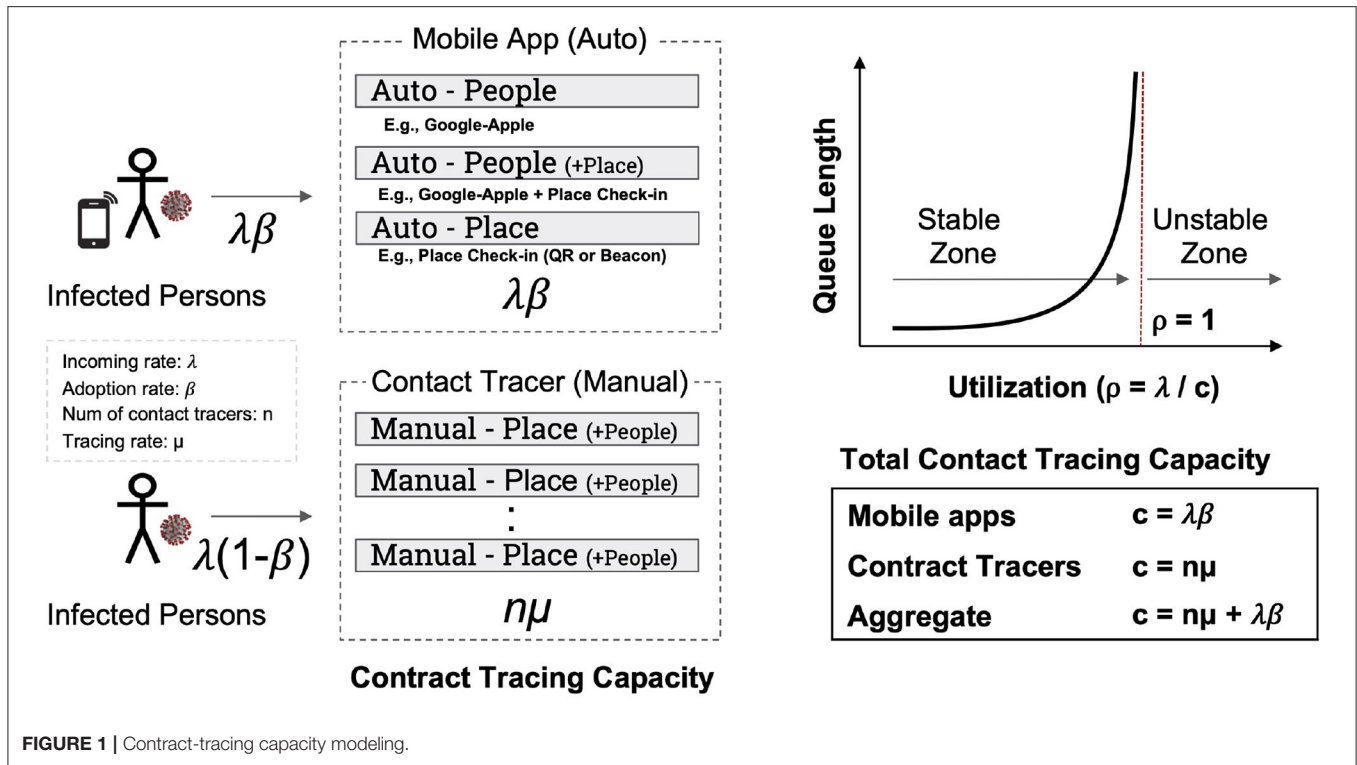 Mobile App (Auto)
Auto - People
E.g., Google-Apple
Auto - People (+Place)
E.g., Google-Apple + Place Check-in
Auto - Place
E.g., Place Check-in (QR or Beacon)
λβ
λβ
Infected Persons
Incoming rate: λ
Adoption rate: β
Num of contact tracers: n
Tracing rate: μ
Contact Tracer (Manual)
Manual - Place (+People)
Manual - Place (+People)
:
Manual - Place (+People)
nμ
λ(1-β)
Infected Persons
Contract Tracing Capacity
Queue Length
Stable
Zone
Unstable
Zone
ρ = 1
Utilization (ρ = λ / c)
Total Contact Tracing Capacity
Mobile apps c = λβ
Contract Tracers c = nμ
Aggregate c = nμ + λβ
FIGURE 1 | Contract-tracing capacity modeling.